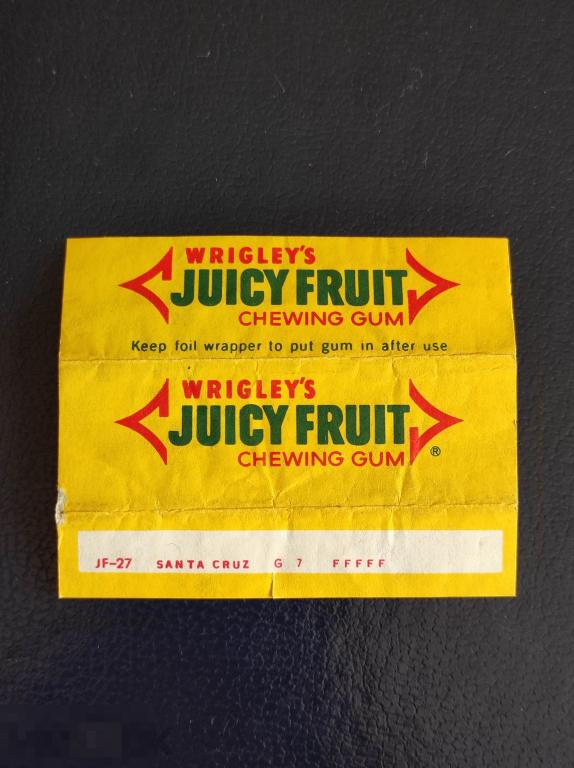 WRIGLEY'S
JUICY FRUIT
CHEWING GUM
Keep foil wrapper to put gum in after use
WRIGLEY'S
JUICY FRUIT
CHEWING GUM ®
JF-27 SANTA CRUZ G 7 FFFFF